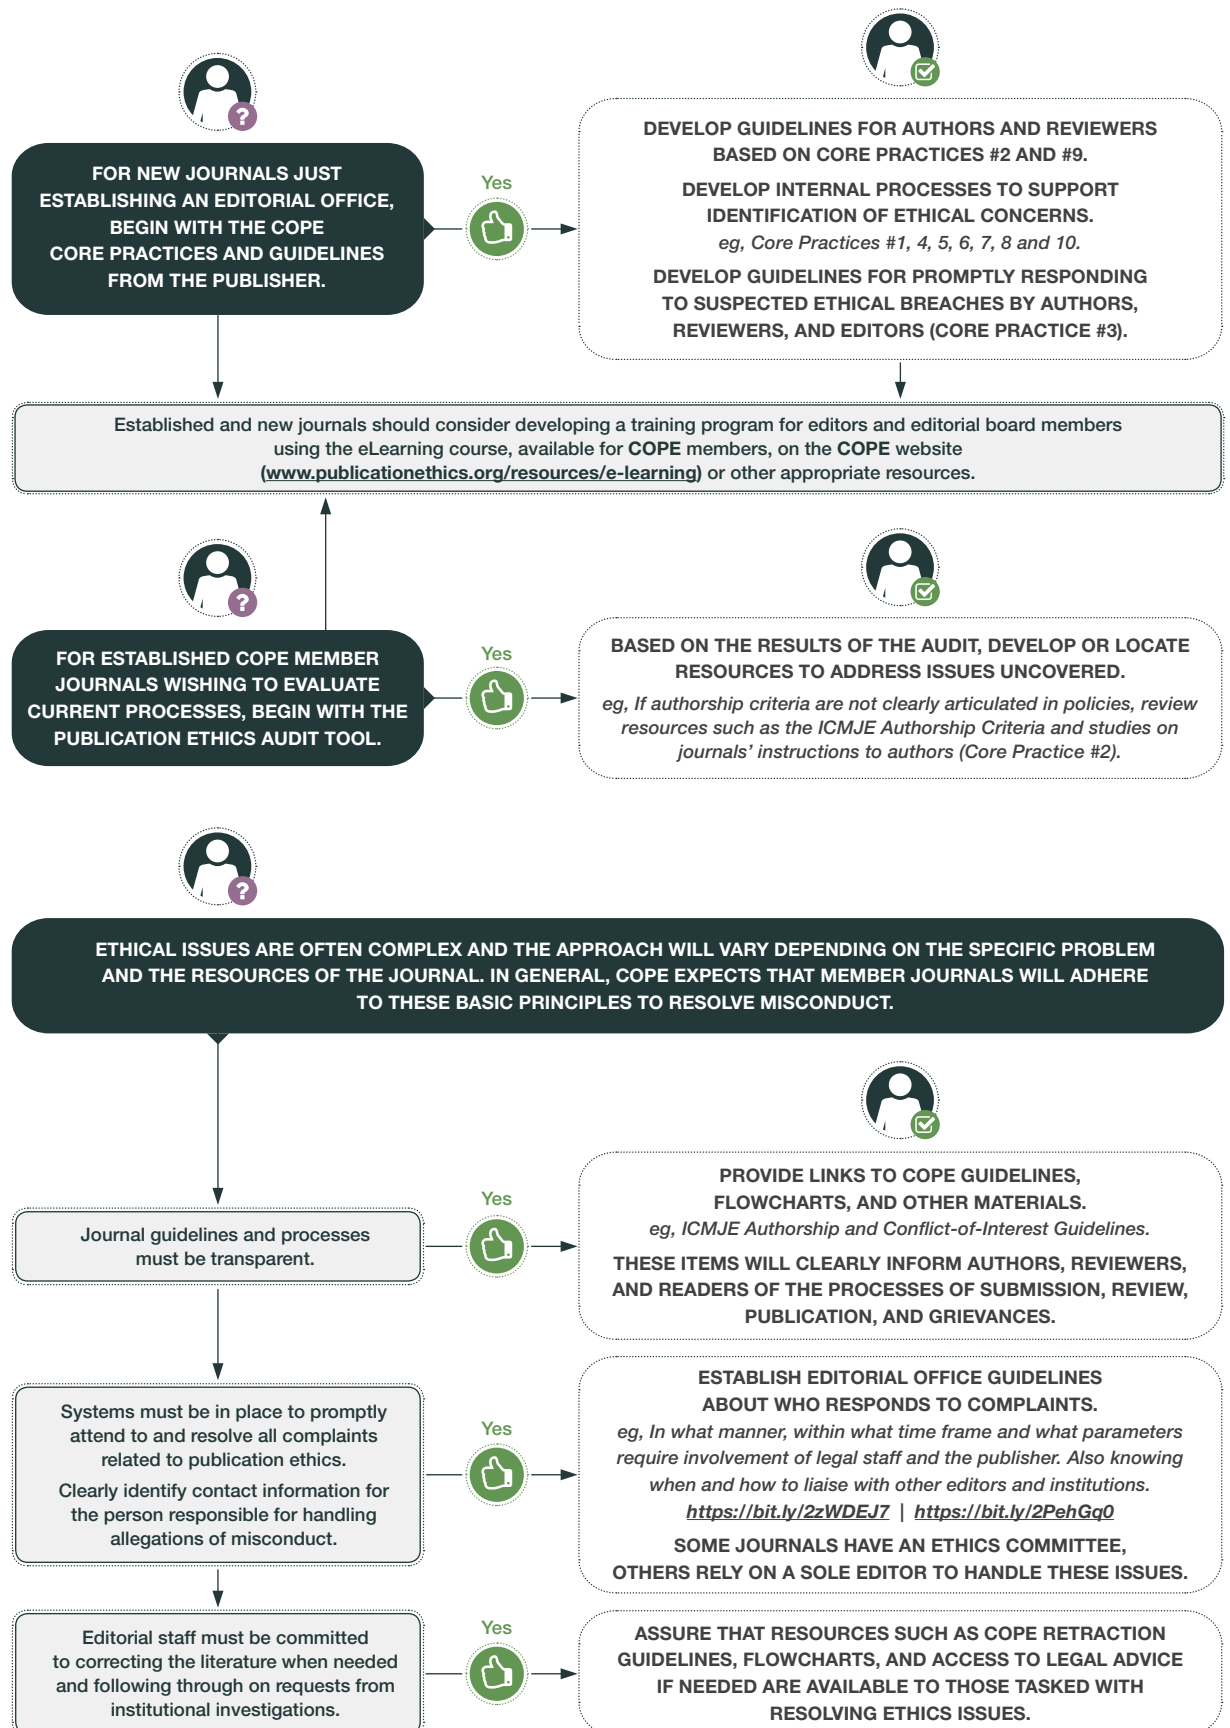 FOR NEW JOURNALS JUST
ESTABLISHING AN EDITORIAL OFFICE,
BEGIN WITH THE COPE
CORE PRACTICES AND GUIDELINES
FROM THE PUBLISHER.
?
Yes
DEVELOP GUIDELINES FOR AUTHORS AND REVIEWERS
BASED ON CORE PRACTICES #2 AND #9.
DEVELOP INTERNAL PROCESSES TO SUPPORT
IDENTIFICATION OF ETHICAL CONCERNS.
eg, Core Practices #1, 4, 5, 6, 7, 8 and 10.
DEVELOP GUIDELINES FOR PROMPTLY RESPONDING
TO SUSPECTED ETHICAL BREACHES BY AUTHORS,
REVIEWERS, AND EDITORS (CORE PRACTICE #3).
Established and new journals should consider developing a training program for editors and editorial board members
using the eLearning course, available for COPE members, on the COPE website
(www.publicationethics.org/resources/e-learning) or other appropriate resources.
?
FOR ESTABLISHED COPE MEMBER
JOURNALS WISHING TO EVALUATE
CURRENT PROCESSES, BEGIN WITH THE
PUBLICATION ETHICS AUDIT TOOL.
Yes
BASED ON THE RESULTS OF THE AUDIT, DEVELOP OR LOCATE
RESOURCES TO ADDRESS ISSUES UNCOVERED.
eg, If authorship criteria are not clearly articulated in policies, review
resources such as the ICMJE Authorship Criteria and studies on
journals' instructions to authors (Core Practice #2).
?
ETHICAL ISSUES ARE OFTEN COMPLEX AND THE APPROACH WILL VARY DEPENDING ON THE SPECIFIC PROBLEM
AND THE RESOURCES OF THE JOURNAL. IN GENERAL, COPE EXPECTS THAT MEMBER JOURNALS WILL ADHERE
TO THESE BASIC PRINCIPLES TO RESOLVE MISCONDUCT.
Journal guidelines and processes
must be transparent.
Yes
PROVIDE LINKS TO COPE GUIDELINES,
FLOWCHARTS, AND OTHER MATERIALS.
eg, ICMJE Authorship and Conflict-of-Interest Guidelines.
THESE ITEMS WILL CLEARLY INFORM AUTHORS, REVIEWERS,
AND READERS OF THE PROCESSES OF SUBMISSION, REVIEW,
PUBLICATION, AND GRIEVANCES.
Systems must be in place to promptly
attend to and resolve all complaints
related to publication ethics.
Clearly identify contact information for
the person responsible for handling
allegations of misconduct.
Yes
ESTABLISH EDITORIAL OFFICE GUIDELINES
ABOUT WHO RESPONDS TO COMPLAINTS.
eg, In what manner, within what time frame and what parameters
require involvement of legal staff and the publisher. Also knowing
when and how to liaise with other editors and institutions.
https://bit.ly/2zWDEJ7 | https://bit.ly/2PehGq0
SOME JOURNALS HAVE AN ETHICS COMMITTEE,
OTHERS RELY ON A SOLE EDITOR TO HANDLE THESE ISSUES.
Editorial staff must be committed
to correcting the literature when needed
and following through on requests from
institutional investigations.
Yes
ASSURE THAT RESOURCES SUCH AS COPE RETRACTION
GUIDELINES, FLOWCHARTS, AND ACCESS TO LEGAL ADVICE
IF NEEDED ARE AVAILABLE TO THOSE TASKED WITH
RESOLVING ETHICS ISSUES.